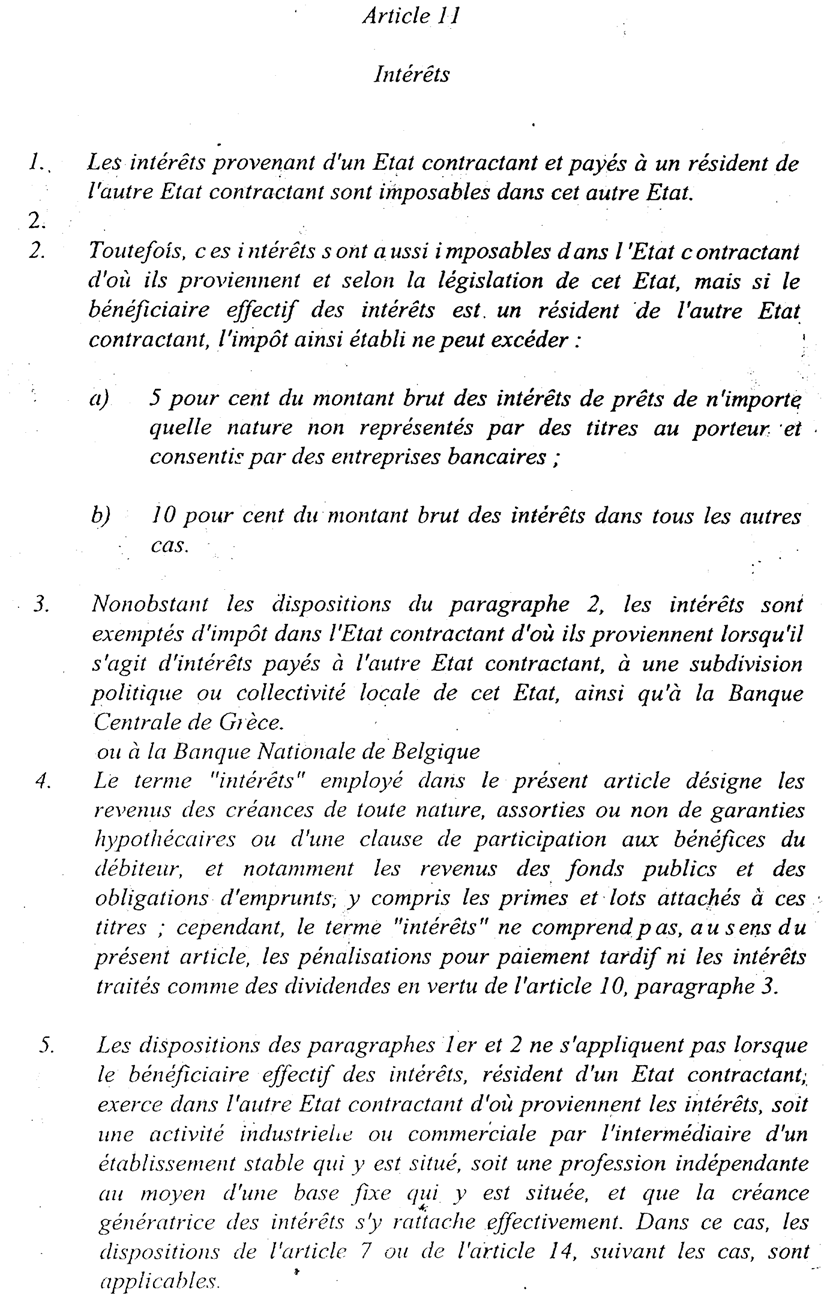 Article 11
Intérêts
1. Les intérêts provenant d'un Etat contractant et payés à un résident de
l'autre Etat contractant sont imposables dans cet autre Etat.
2.
2. Toutefois, ces intérêts sont aussi imposables dans l'Etat contractant
d'où ils proviennent et selon la législation de cet Etat, mais si le
bénéficiaire effectif des intérêts est un résident de l'autre Etat
contractant, l'impôt ainsi établi ne peut excéder :
a) 5 pour cent du montant brut des intérêts de prêts de n'importe
quelle nature non représentés par des titres au porteur et
consentis par des entreprises bancaires ;
b) 10 pour cent du montant brut des intérêts dans tous les autres
cas.
3. Nonobstant les dispositions du paragraphe 2, les intérêts sont
exemptés d'impôt dans l'Etat contractant d'où ils proviennent lorsqu'il
s'agit d'intérêts payés à l'autre Etat contractant, à une subdivision
politique ou collectivité locale de cet Etat, ainsi qu'à la Banque
Centrale de Grèce.
ou à la Banque Nationale de Belgique
4. Le terme "intérêts" employé dans le présent article désigne les
revenus des créances de toute nature, assorties ou non de garanties
hypothécaires ou d'une clause de participation aux bénéfices du
débiteur, et notamment les revenus des fonds publics et des
obligations d'emprunts, y compris les primes et lots attachés à ces
titres ; cependant, le terme "intérêts" ne comprend pas, au sens du
présent article, les pénalisations pour paiement tardif ni les intérêts
traités comme des dividendes en vertu de l'article 10, paragraphe 3.
5. Les dispositions des paragraphes 1er et 2 ne s'appliquent pas lorsque
le bénéficiaire effectif des intérêts, résident d'un Etat contractant,
exerce dans l'autre Etat contractant d'où proviennent les intérêts, soit
une activité industrielle ou commerciale par l'intermédiaire d'un
établissement stable qui y est situé, soit une profession indépendante
au moyen d'une base fixe qui y est située, et que la créance
génératrice des intérêts s'y rattache effectivement. Dans ce cas, les
dispositions de l'article 7 ou de l'article 14, suivant les cas, sont
applicables.